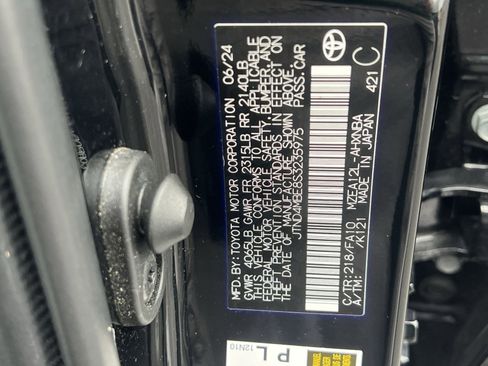 MFD. BY: TOYOTA MOTOR CORPORATION 06/24
GVWR 4065LB GAWR FR 2315LB RR 2140LB
THIS VEHICLE CONFORMS TO ALL APPLICABLE
FEDERAL MOTOR VEHICLE SAFETY, BUMPER, AND
THEFT PREVENTION STANDARDS IN EFFECT ON
THE DATE OF MANUFACTURE SHOWN ABOVE.
JTND4MBE8S3235975 PASS. CAR
C/TR: 218/FA10 MZEA12L-AHXNBA
A/TM: /K121 MADE IN JAPAN 421
C
TOYOTA
P L
12N10